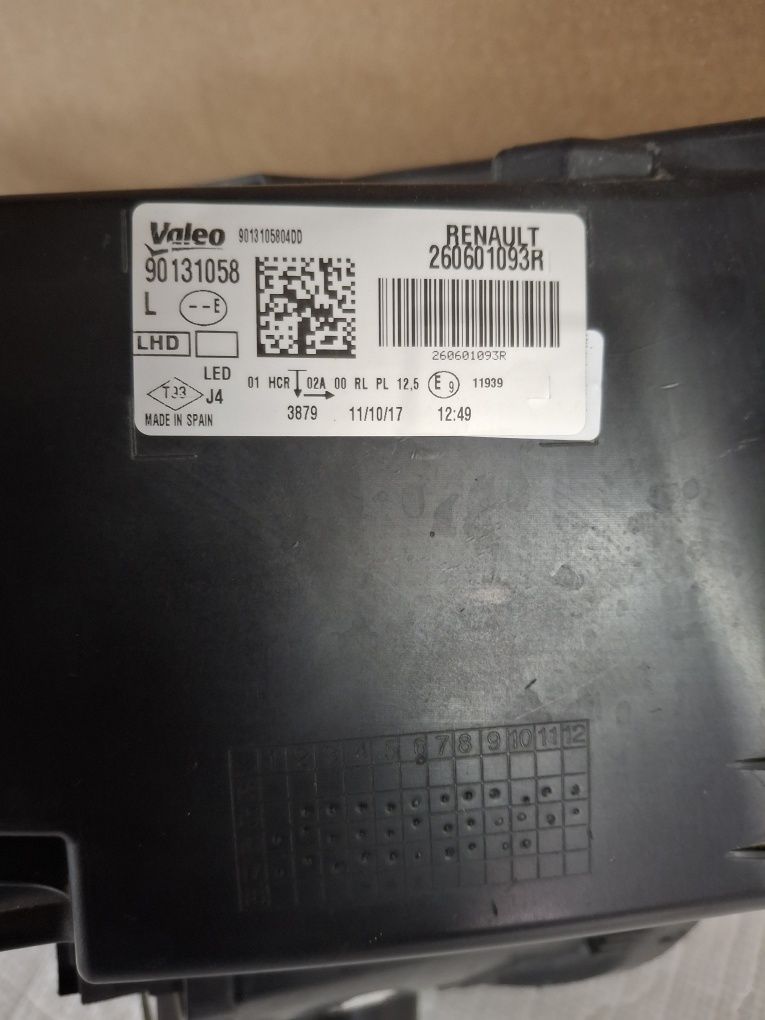 Valeo 9013105804DD RENAULT
90131058 260601093R
L --E
LHD 260601093R
LED 01 HCR 02A 00 RL PL 12,5 E9 11939
J4
MADE IN SPAIN 3879 11/10/17 12:49
1 2 3 4 5 6 7 8 9 10 11 12